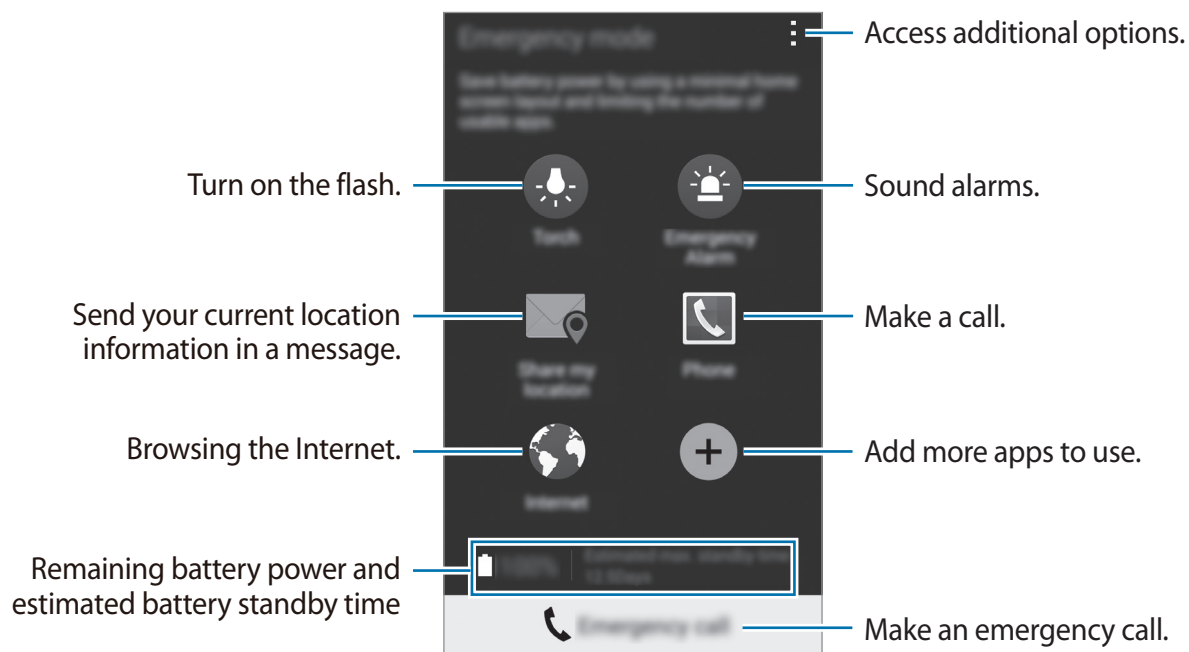 Emergency mode
Access additional options.
Save battery power by using a minimal home
screen layout and limiting the number of
usable apps.
Turn on the flash.
Sound alarms.
Torch
Emergency
Alarm
Send your current location
information in a message.
Make a call.
Share my
location
Phone
Browsing the Internet.
Add more apps to use.
Internet
Remaining battery power and
estimated battery standby time
100%
Estimated max. standby time
Emergency call
Make an emergency call.